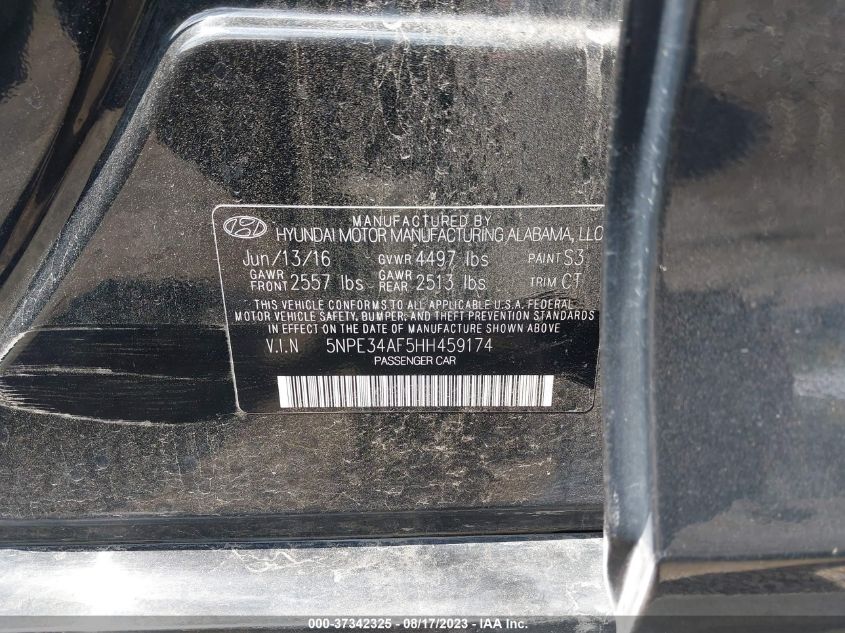 MANUFACTURED BY
HYUNDAI MOTOR MANUFACTURING ALABAMA, LLC
Jun/13/16 GVWR 4497 lbs PAINT S3
GAWR FRONT 2557 lbs GAWR REAR 2513 lbs TRIM CT
THIS VEHICLE CONFORMS TO ALL APPLICABLE U.S.A. FEDERAL
MOTOR VEHICLE SAFETY, BUMPER, AND THEFT PREVENTION STANDARDS
IN EFFECT ON THE DATE OF MANUFACTURE SHOWN ABOVE
V.I.N 5NPE34AF5HH459174
PASSENGER CAR
000-37342325 - 08/17/2023 - IAA Inc.